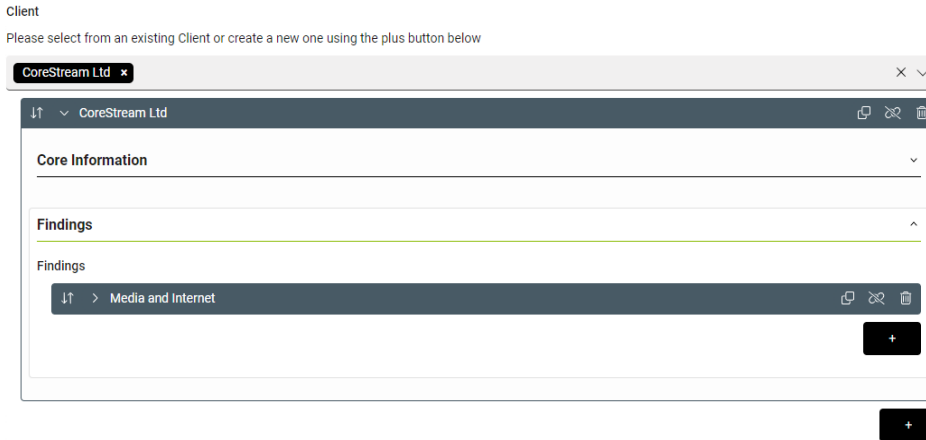 Client
Please select from an existing Client or create a new one using the plus button below
CoreStream Ltd ×
CoreStream Ltd
Core Information
Findings
Findings
Media and Internet
+
+